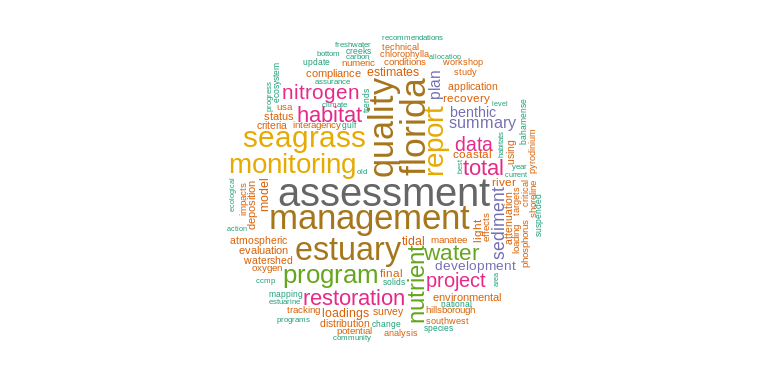 recommendations
freshwater
technical
bottom
creeks
carbon
chlorophylla
allocation
update
numeric
conditions
workshop
ecosystem
compliance
estimates
study
progress
assurance
plan
application
nitrogen
trends
quality
florida
recovery
level
usa
climate
habitat
report
benthic
bahamense
status
summary
criteria
interagency
gulf
seagrass
data
habitats
using
pyrodinium
coastal
monitoring
old
best
total
year
current
ecological
impacts
deposition
model
assessment
river
sediment
attenuation
targets
critical
shoreline
management
action
light
effects
loading
phosphorus
suspended
atmospheric
estuary
tidal
manatee
evaluation
water
watershed
oxygen
program
final
nutrient
development
ccmp
solids
project
area
mapping
restoration
environmental
estuarine
national
tracking
loadings
survey
hillsborough
programs
distribution
change
southwest
potential
species
community
analysis